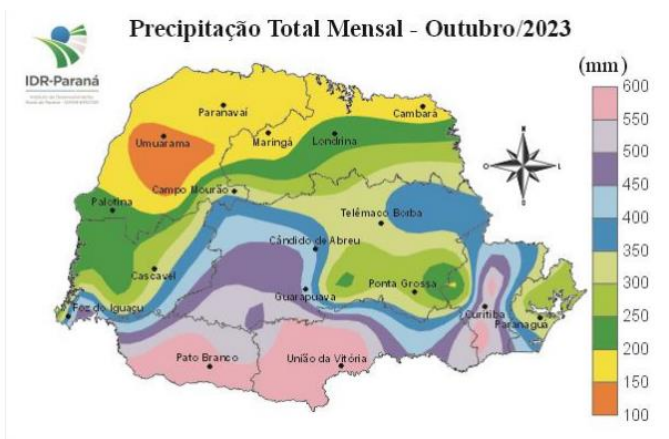 Precipitação Total Mensal - Outubro/2023
IDR-Paraná
(mm)
600
550
500
450
400
350
300
250
200
150
100
Paranavaí
Cambará
Umuarama
Maringá
Londrina
Campo Mourão
Palotina
Telêmaco Borba
Cândido de Abreu
Cascavel
Guarapuava
Ponta Grossa
Foz do Iguaçu
Curitiba
Paranaguá
Pato Branco
União da Vitória